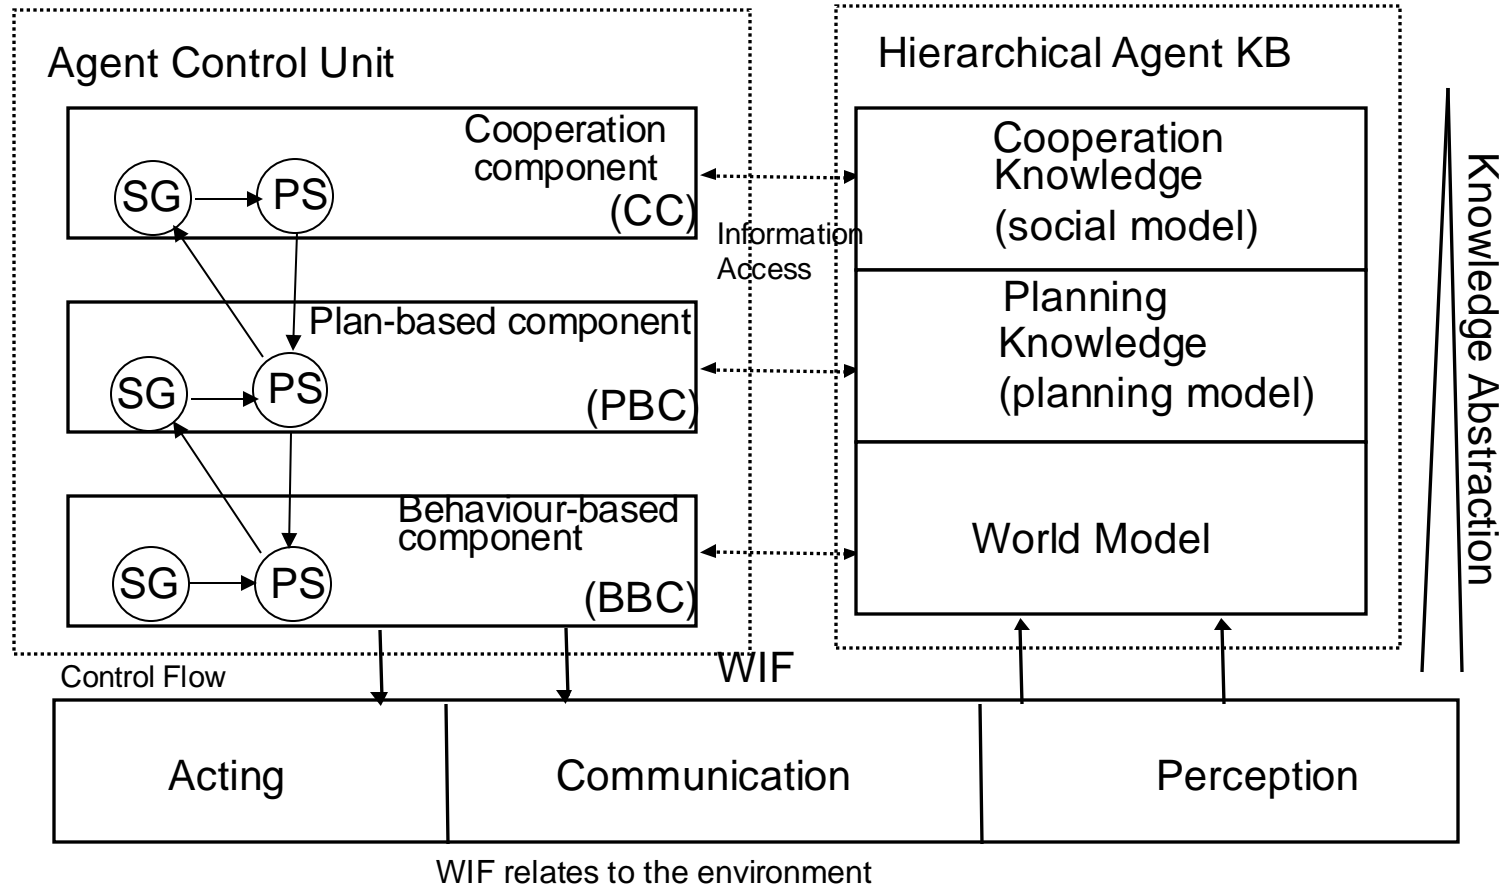 Agent Control Unit
Cooperation
component
(CC)
SG
PS
Plan-based component
(PBC)
SG
PS
Behaviour-based
component
(BBC)
SG
PS
Information
Access
Hierarchical Agent KB
Cooperation
Knowledge
(social model)
Planning
Knowledge
(planning model)
World Model
Knowledge Abstraction
Control Flow
WIF
Acting
Communication
Perception
WIF relates to the environment